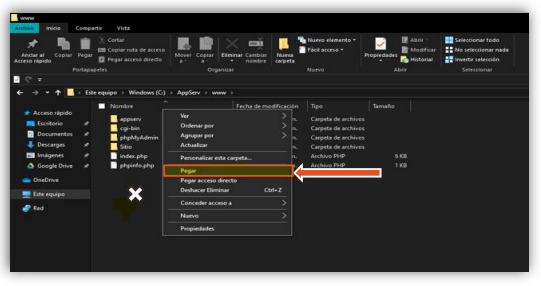 www
Archivo Inicio Compartir Vista
Anclar al Acceso rápido
Copiar
Pegar
Cortar
Copiar ruta de acceso
Pegar acceso directo
Mover a
Copiar a
Eliminar
Cambiar nombre
Nueva carpeta
Nuevo elemento
Fácil acceso
Propiedades
Abrir
Modificar
Historial
Seleccionar todo
No seleccionar nada
Invertir selección
Portapapeles Organizar Nuevo Abrir Seleccionar
Este equipo › Windows (C:) › AppServ › www ›
Nombre Fecha de modificación Tipo Tamaño
Acceso rápido
Escritorio
Documentos
Descargas
Imágenes
Google Drive
OneDrive
Este equipo
Red
appserv
cgi-bin
phpMyAdmin
Sitio
index.php
phpinfo.php
Carpeta de archivos
Carpeta de archivos
Carpeta de archivos
Carpeta de archivos
Archivo PHP 6 KB
Archivo PHP 1 KB
Ver
Ordenar por
Agrupar por
Actualizar
Personalizar esta carpeta...
Pegar
Pegar acceso directo
Deshacer Eliminar Ctrl+Z
Conceder acceso a
Nuevo
Propiedades